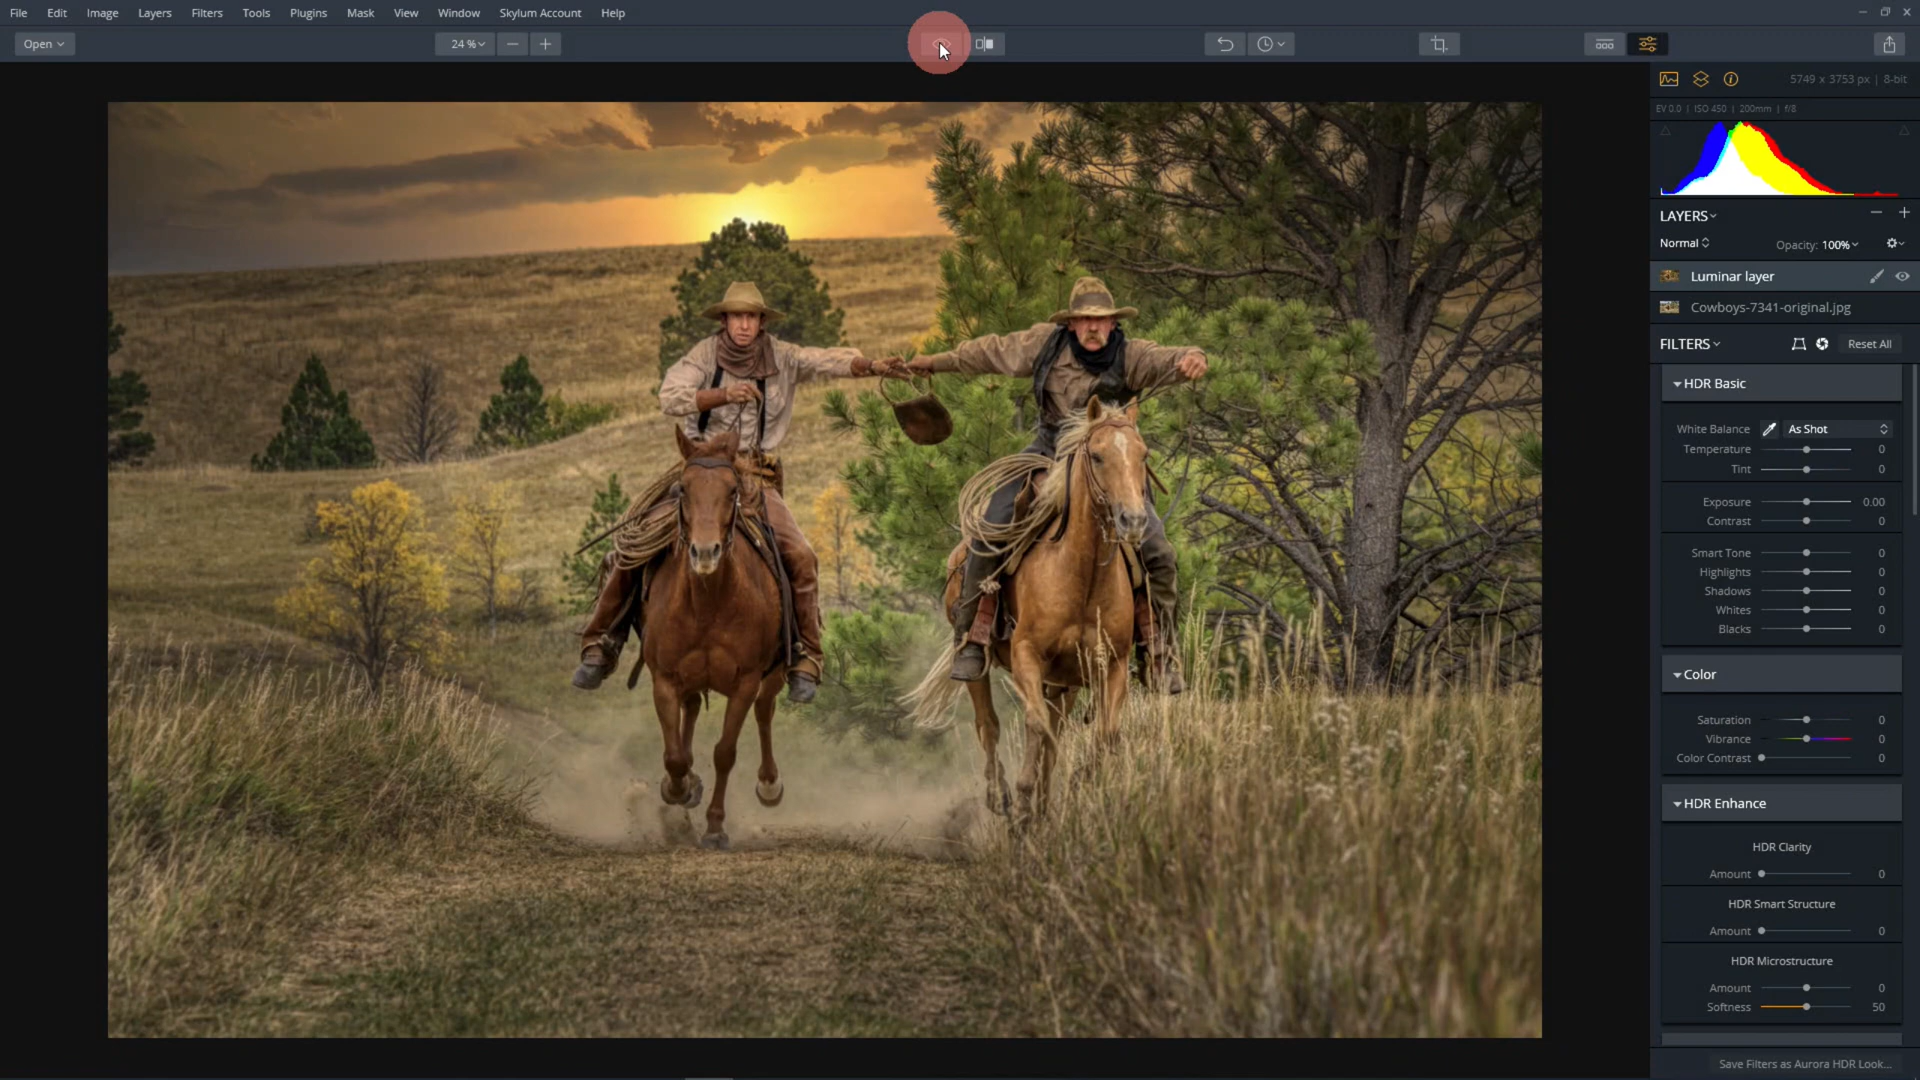 File Edit Image Layers Filters Tools Plugins Mask View Window Skylum Account Help
Open 24 %
5749 x 3753 px | 8-bit
EV 0.0 | ISO 450 | 200mm | f/8
LAYERS
Normal Opacity: 100%
Luminar layer
Cowboys-7341-original.jpg
FILTERS Reset All
HDR Basic
White Balance As Shot
Temperature 0
Tint 0
Exposure 0.00
Contrast 0
Smart Tone 0
Highlights 0
Shadows 0
Whites 0
Blacks 0
Color
Saturation 0
Vibrance 0
Color Contrast 0
HDR Enhance
HDR Clarity
Amount 0
HDR Smart Structure
Amount 0
HDR Microstructure
Amount 0
Softness 50
Save Filters as Aurora HDR Look...